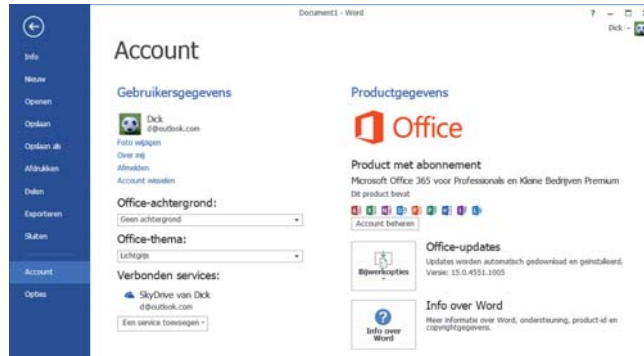 Document1 - Word
Dick
Info
Nieuw
Openen
Opslaan
Opslaan als
Afdrukken
Delen
Exporteren
Sluiten
Account
Opties
Account
Gebruikersgegevens
Dick
d@outlook.com
Foto wijzigen
Over mij
Afmelden
Account wisselen
Office-achtergrond:
Geen achtergrond
Office-thema:
Lichtgrijs
Verbonden services:
SkyDrive van Dick
d@outlook.com
Een service toevoegen
Productgegevens
Office
Product met abonnement
Microsoft Office 365 voor Professionals en Kleine Bedrijven Premium
Dit product bevat
Account beheren
Bijwerkopties
Office-updates
Updates worden automatisch gedownload en geïnstalleerd.
Versie: 15.0.4551.1005
Info over
Word
Info over Word
Meer informatie over Word, ondersteuning, product-id en
copyrightgegevens.